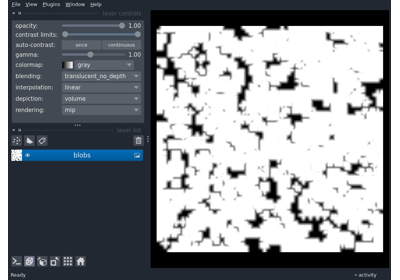 File View Plugins Window Help
layer controls
opacity: 1.00
contrast limits:
auto-contrast: once continuous
gamma: 1.00
colormap: gray
blending: translucent_no_depth
interpolation: linear
depiction: volume
rendering: mip
layer list
blobs
activity